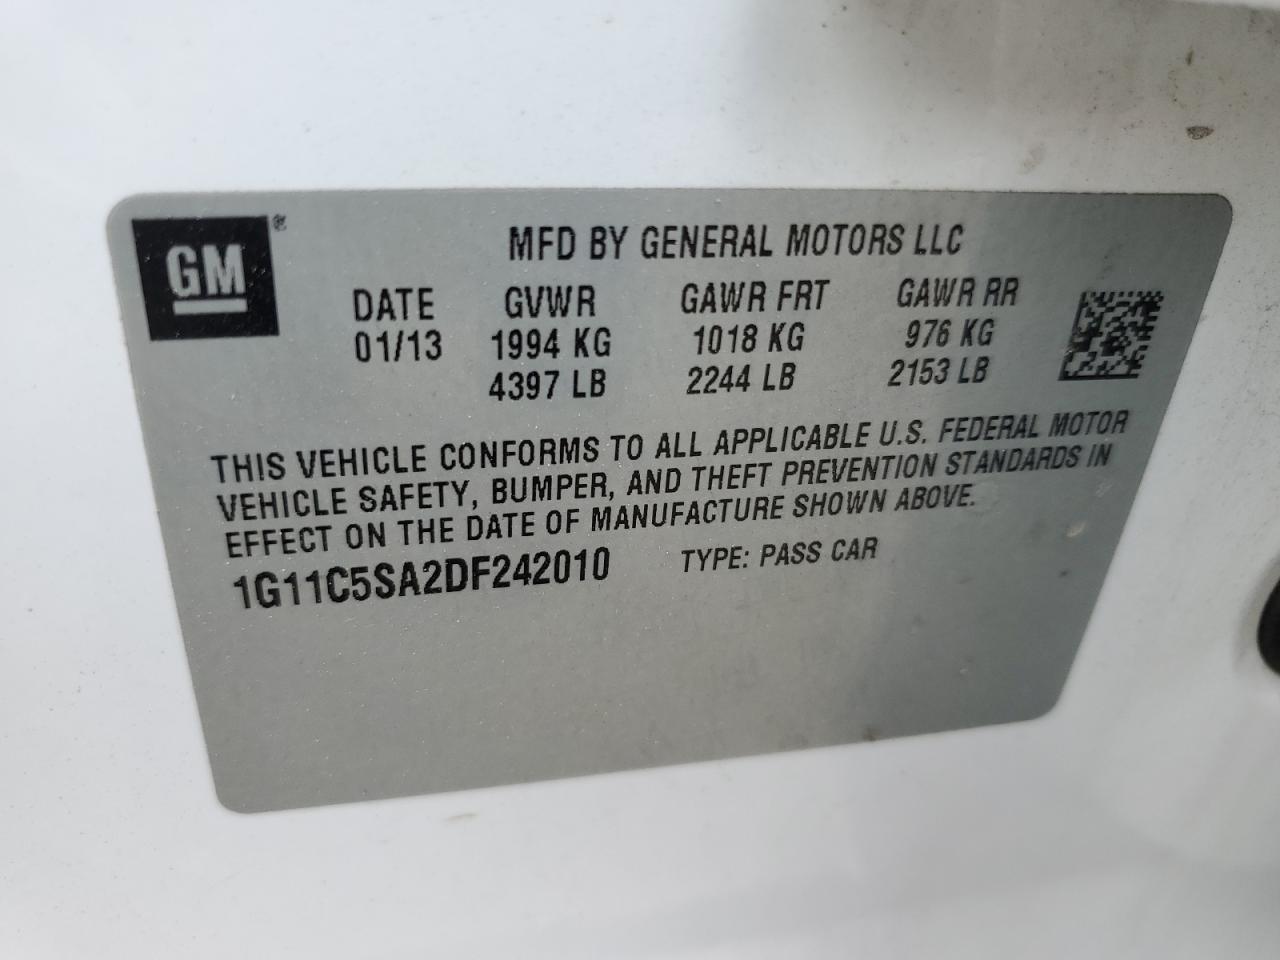 GM®
MFD BY GENERAL MOTORS LLC
DATE GVWR GAWR FRT GAWR RR
01/13 1994 KG 1018 KG 976 KG
4397 LB 2244 LB 2153 LB
THIS VEHICLE CONFORMS TO ALL APPLICABLE U.S. FEDERAL MOTOR
VEHICLE SAFETY, BUMPER, AND THEFT PREVENTION STANDARDS IN
EFFECT ON THE DATE OF MANUFACTURE SHOWN ABOVE.
1G11C5SA2DF242010 TYPE: PASS CAR